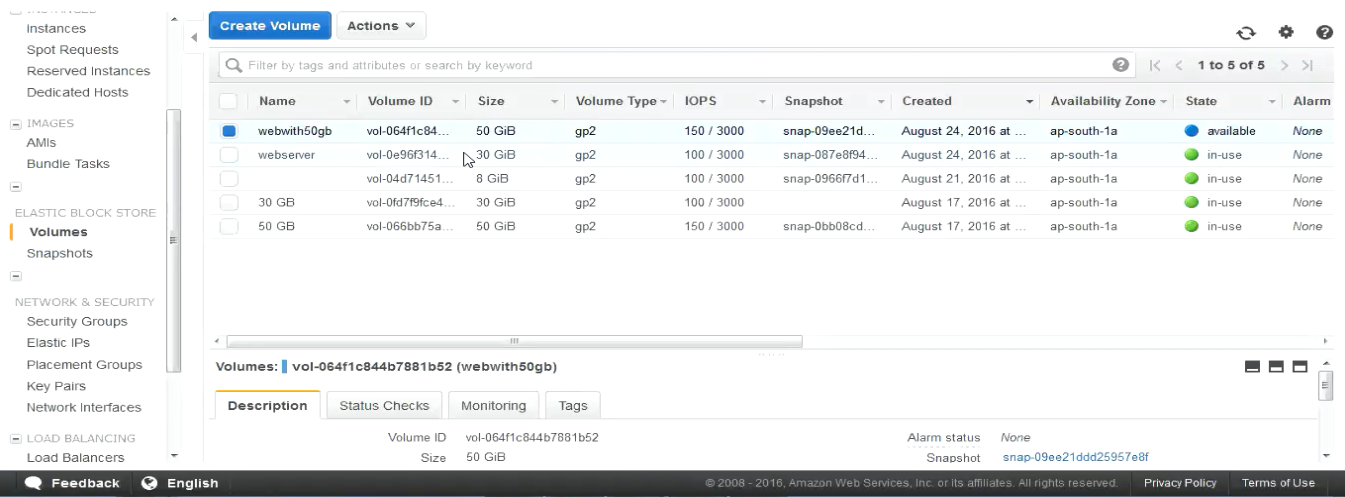 Instances
Spot Requests
Reserved Instances
Dedicated Hosts
IMAGES
AMIs
Bundle Tasks
ELASTIC BLOCK STORE
Volumes
Snapshots
NETWORK & SECURITY
Security Groups
Elastic IPs
Placement Groups
Key Pairs
Network Interfaces
LOAD BALANCING
Load Balancers
Create Volume Actions
Filter by tags and attributes or search by keyword 1 to 5 of 5
Name Volume ID Size Volume Type IOPS Snapshot Created Availability Zone State Alarm
webwith50gb vol-064f1c84... 50 GiB gp2 150 / 3000 snap-09ee21d... August 24, 2016 at ... ap-south-1a available None
webserver vol-0e96f314... 30 GiB gp2 100 / 3000 snap-087e8f94... August 24, 2016 at ... ap-south-1a in-use None
vol-04d71451... 8 GiB gp2 100 / 3000 snap-0966f7d1... August 21, 2016 at ... ap-south-1a in-use None
30 GB vol-0fd7f9fce4... 30 GiB gp2 100 / 3000 August 17, 2016 at ... ap-south-1a in-use None
50 GB vol-066bb75a... 50 GiB gp2 150 / 3000 snap-0bb08cd... August 17, 2016 at ... ap-south-1a in-use None
Volumes: vol-064f1c844b7881b52 (webwith50gb)
Description Status Checks Monitoring Tags
Volume ID vol-064f1c844b7881b52 Alarm status None
Size 50 GiB Snapshot snap-09ee21ddd25957e8f
Feedback English © 2008 - 2016, Amazon Web Services, Inc. or its affiliates. All rights reserved. Privacy Policy Terms of Use